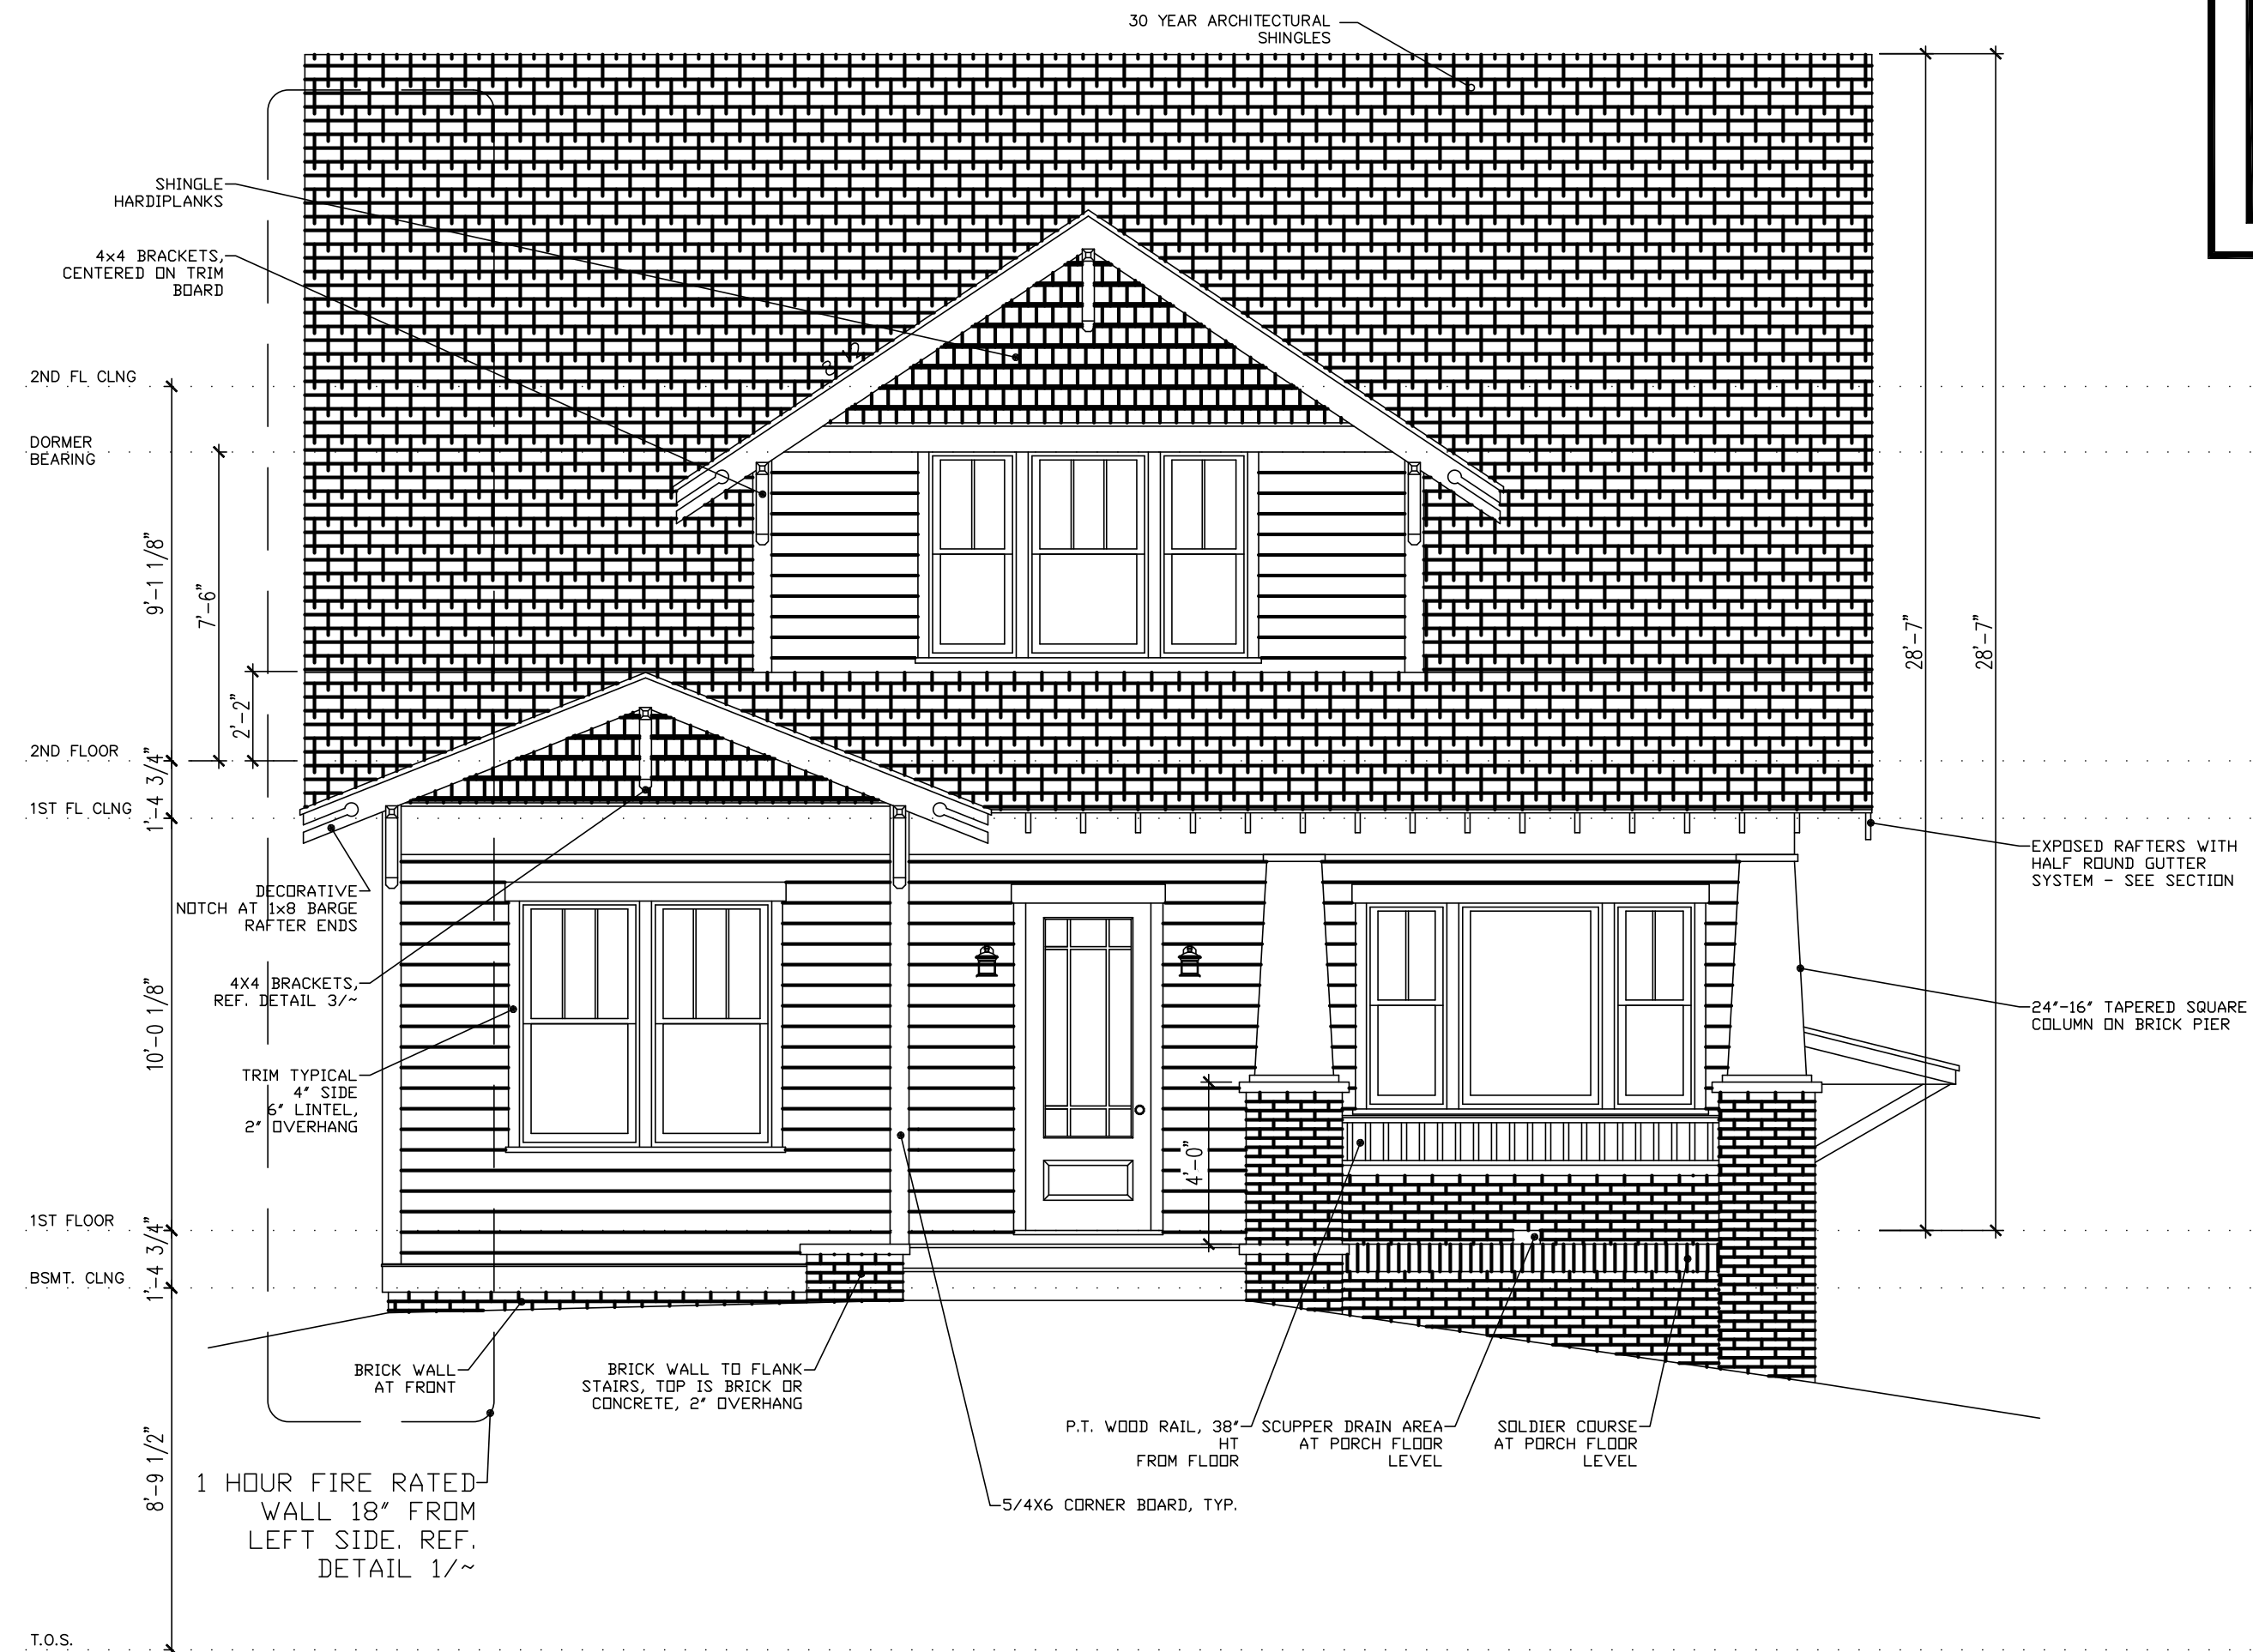 30 YEAR ARCHITECTURAL
SHINGLES
SHINGLE
HARDIPLANKS
4x4 BRACKETS,
CENTERED ON TRIM
BOARD
2ND FL CLNG
DORMER
BEARING
9'-1 1/8"
7'-6"
2'-2"
28'-7"
28'-7"
2ND FLOOR
1'-4 3/4"
1ST FL CLNG
EXPOSED RAFTERS WITH
HALF ROUND GUTTER
SYSTEM - SEE SECTION
DECORATIVE
NOTCH AT 1x8 BARGE
RAFTER ENDS
4X4 BRACKETS,
REF. DETAIL 3/~
10'-0 1/8"
24"-16" TAPERED SQUARE
COLUMN ON BRICK PIER
TRIM TYPICAL
4" SIDE
6" LINTEL,
2" OVERHANG
4'-0"
1ST FLOOR
1'-4 3/4"
BSMT. CLNG
BRICK WALL
AT FRONT
BRICK WALL TO FLANK
STAIRS, TOP IS BRICK OR
CONCRETE, 2" OVERHANG
P.T. WOOD RAIL, 38"
HT
FROM FLOOR
SCUPPER DRAIN AREA
AT PORCH FLOOR
LEVEL
SOLDIER COURSE
AT PORCH FLOOR
LEVEL
8'-9 1/2"
1 HOUR FIRE RATED
WALL 18" FROM
LEFT SIDE. REF.
DETAIL 1/~
5/4X6 CORNER BOARD, TYP.
T.O.S.